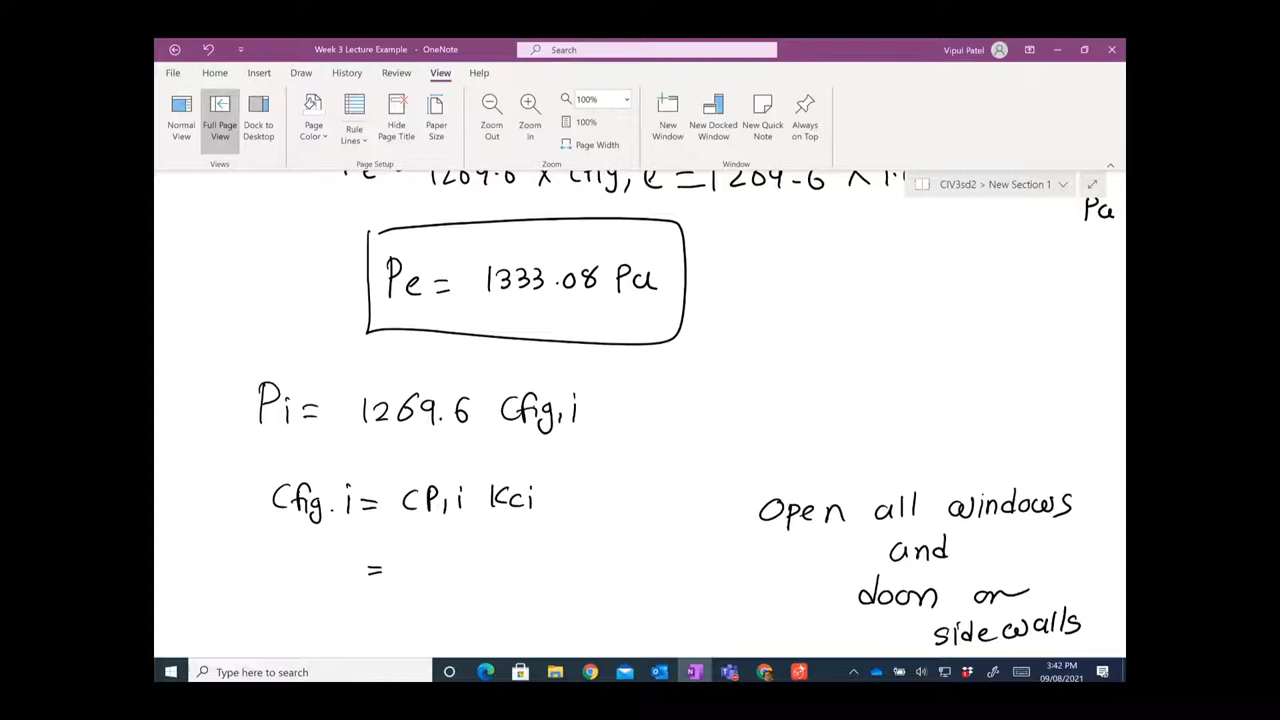 Week 3 Lecture Example - OneNote
Search
Vipul Patel
File Home Insert Draw History Review View Help
Normal View
Full Page View
Dock to Desktop
Views
Page Color
Rule Lines
Hide Page Title
Paper Size
Page Setup
Zoom Out
Zoom In
100%
100%
Page Width
Zoom
New Window
New Docked Window
New Quick Note
Always on Top
Window
CIV3sd2 > New Section 1
Pa
Pe = 1333.08 Pa
Pi = 1269.6 Cfig,i
Cfig.i = CP,i Kci
=
Open all windows
and
door on
sidewalls
Type here to search
3:42 PM
09/08/2021